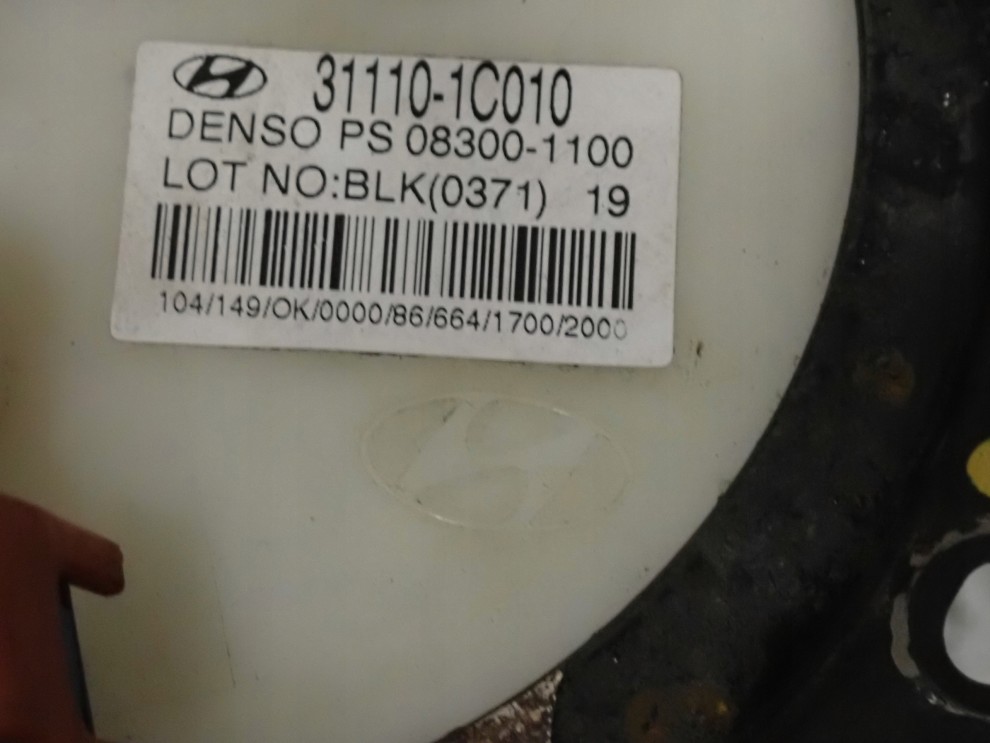 31110-1C010
DENSO PS 08300-1100
LOT NO:BLK(0371) 19
104/149/OK/0000/86/664/1700/2000